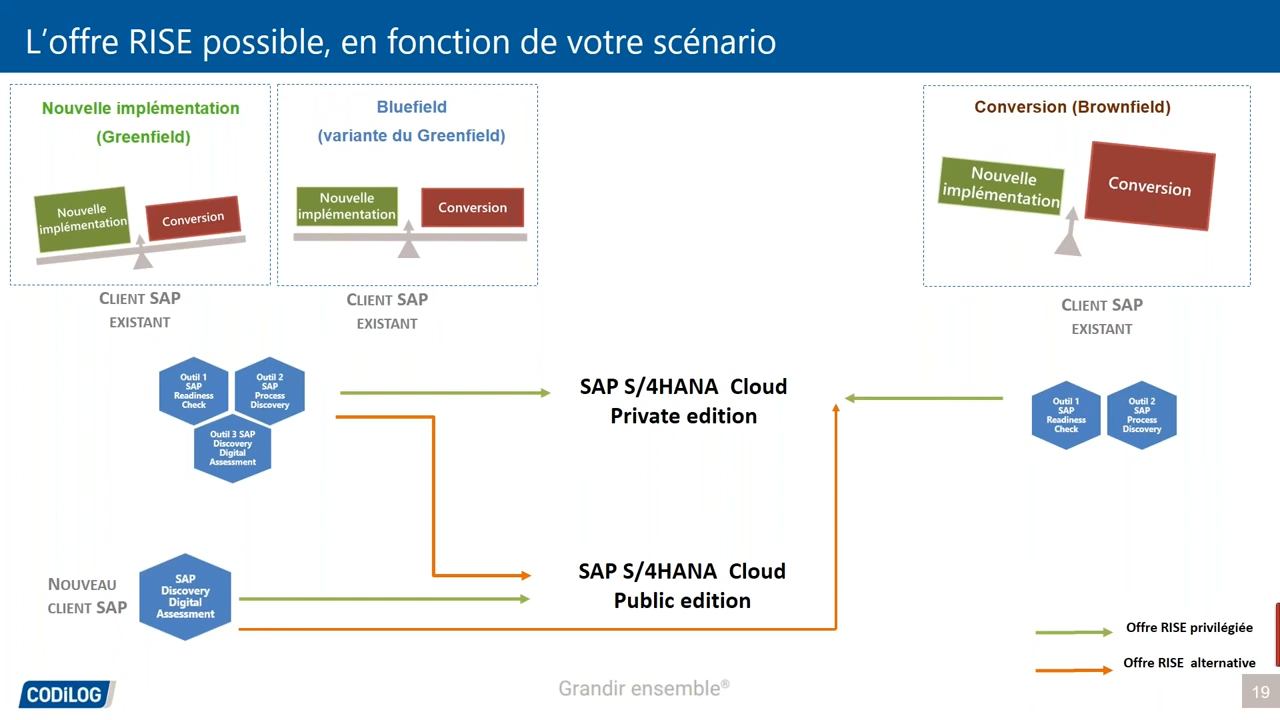 L'offre RISE possible, en fonction de votre scénario
Nouvelle implémentation
(Greenfield)
Nouvelle
implémentation
Conversion
CLIENT SAP
EXISTANT
Bluefield
(variante du Greenfield)
Nouvelle
implémentation
Conversion
CLIENT SAP
EXISTANT
Conversion (Brownfield)
Nouvelle
implémentation
Conversion
CLIENT SAP
EXISTANT
Outil 1
SAP
Readiness
Check
Outil 2
SAP
Process
Discovery
Outil 3 SAP
Discovery
Digital
Assessment
SAP S/4HANA Cloud
Private edition
Outil 1
SAP
Readiness
Check
Outil 2
SAP
Process
Discovery
NOUVEAU
CLIENT SAP
SAP
Discovery
Digital
Assessment
SAP S/4HANA Cloud
Public edition
Offre RISE privilégiée
Offre RISE alternative
CODiLOG
Grandir ensemble®
19